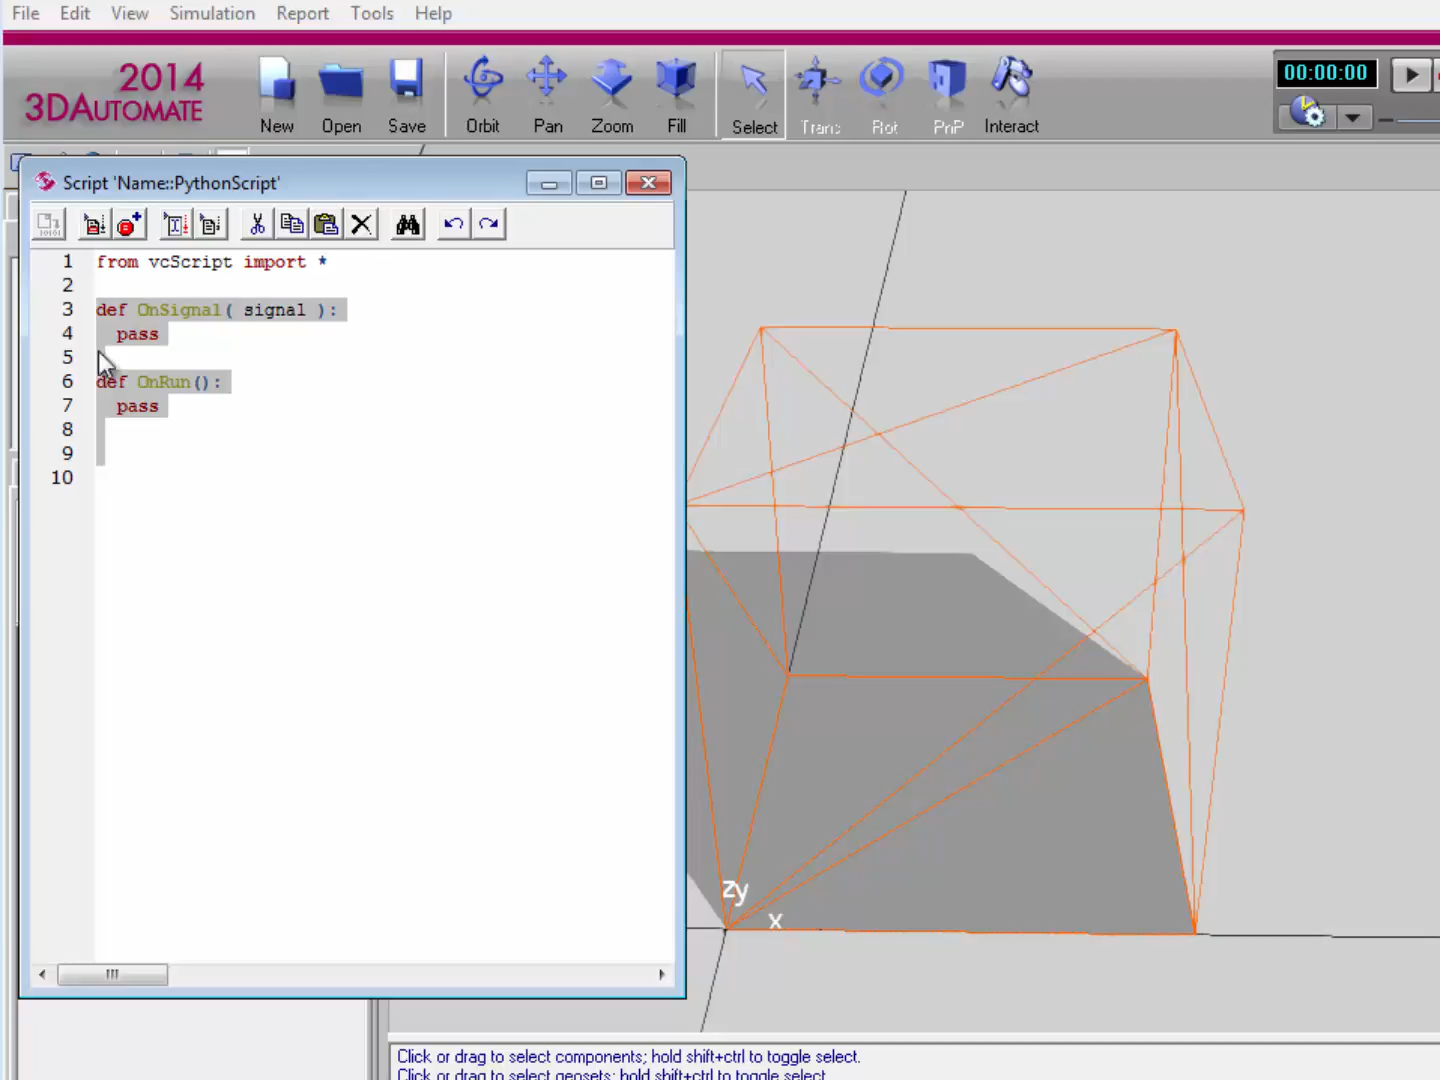 File Edit View Simulation Report Tools Help
2014
3DAUTOMATE
New Open Save Orbit Pan Zoom Fill Select Trans Rot PnP Interact
00:00:00
Script 'Name::PythonScript'
1 from vcScript import *
2
3 def OnSignal( signal ):
4 pass
5
6 def OnRun():
7 pass
8
9
10
zy
x
Click or drag to select components; hold shift+ctrl to toggle select.
Click or drag to select geosets; hold shift+ctrl to toggle select.